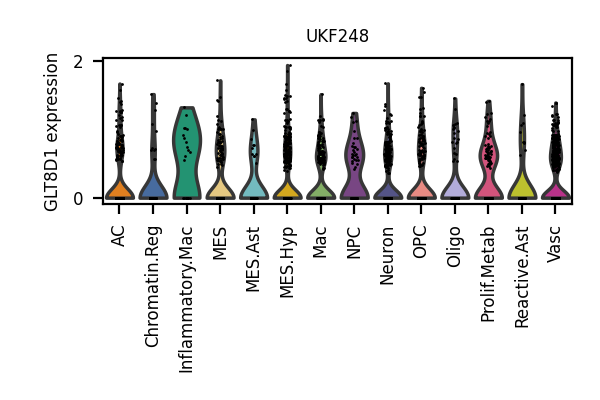 UKF248
GLT8D1 expression
2
0
AC
Chromatin.Reg
Inflammatory.Mac
MES
MES.Ast
MES.Hyp
Mac
NPC
Neuron
OPC
Oligo
Prolif.Metab
Reactive.Ast
Vasc